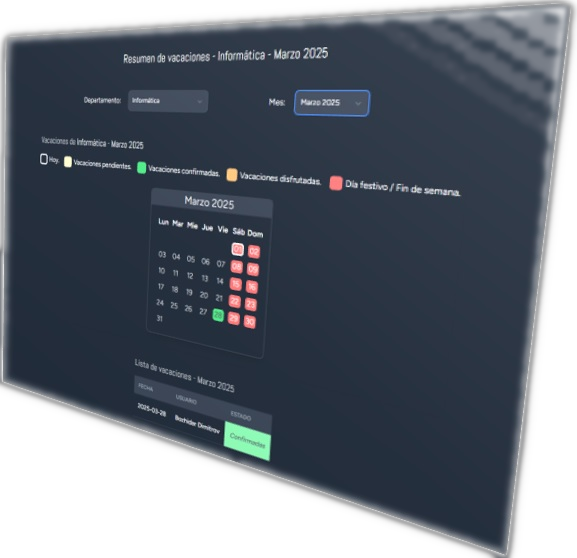 Resumen de vacaciones - Informática - Marzo 2025
Departamento: Informática Mes: Marzo 2025
Vacaciones de Informática - Marzo 2025
Hoy. Vacaciones pendientes. Vacaciones confirmadas. Vacaciones disfrutadas. Día festivo / Fin de semana.
Marzo 2025
Lun Mar Mie Jue Vie Sáb Dom
01 02
03 04 05 06 07 08 09
10 11 12 13 14 15 16
17 18 19 20 21 22 23
24 25 26 27 28 29 30
31
Lista de vacaciones - Marzo 2025
FECHA USUARIO ESTADO
2025-03-28 Bozhidar Dimitrov Confirmadas